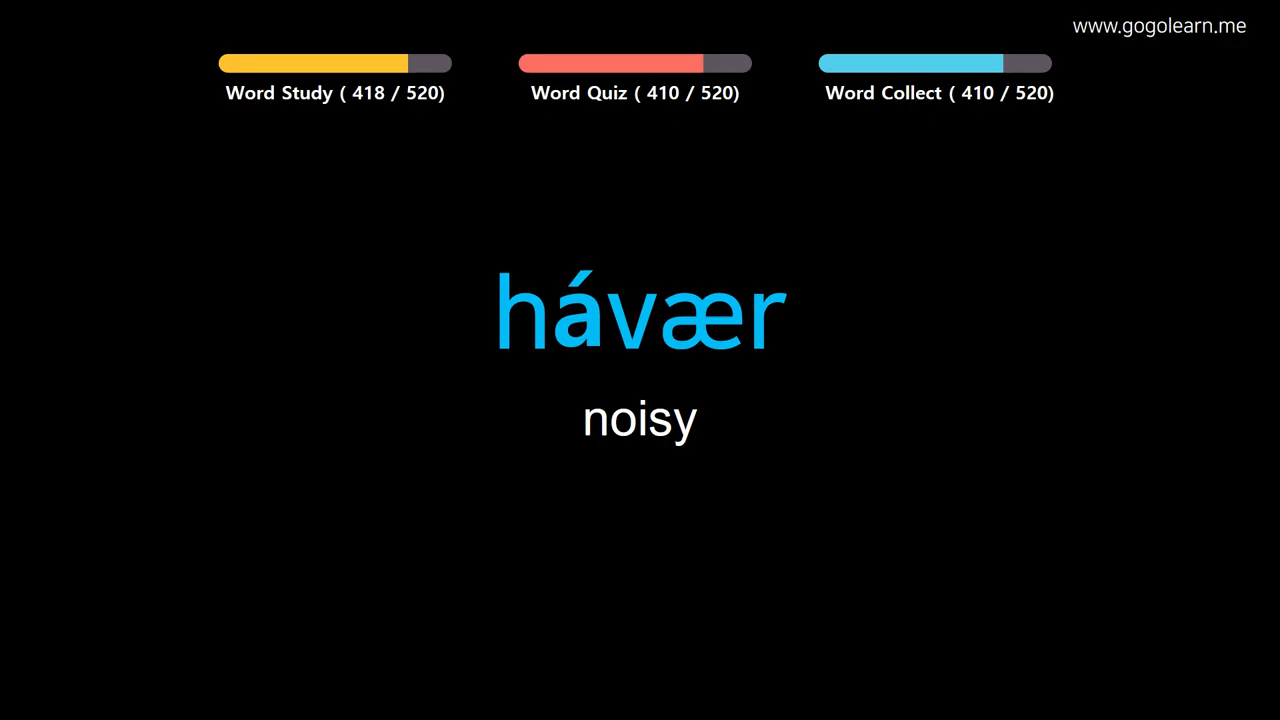 www.gogolearn.me
Word Study ( 418 / 520)
Word Quiz ( 410 / 520)
Word Collect ( 410 / 520)
hávær
noisy